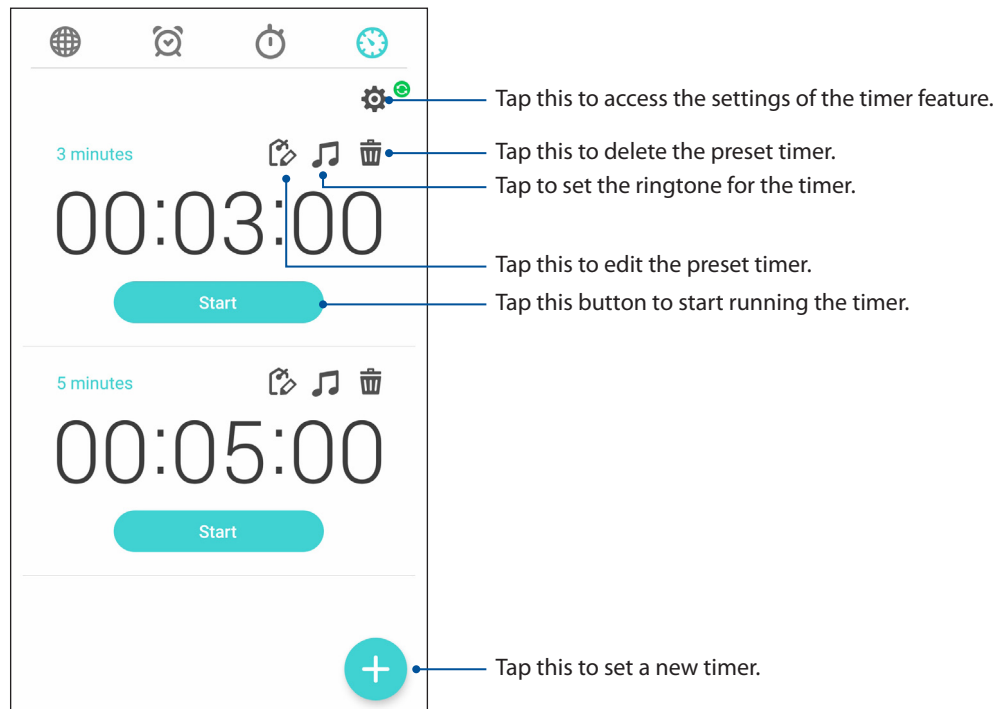 Tap this to access the settings of the timer feature.
3 minutes
Tap this to delete the preset timer.
Tap to set the ringtone for the timer.
00:03:00
Tap this to edit the preset timer.
Start
Tap this button to start running the timer.
5 minutes
00:05:00
Start
Tap this to set a new timer.